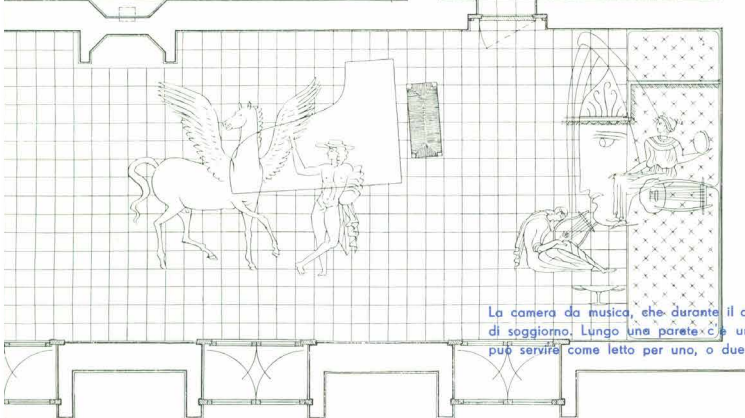 La camera da musica, che durante il
di soggiorno. Lungo una parete c'è
può servire come letto per uno, o due